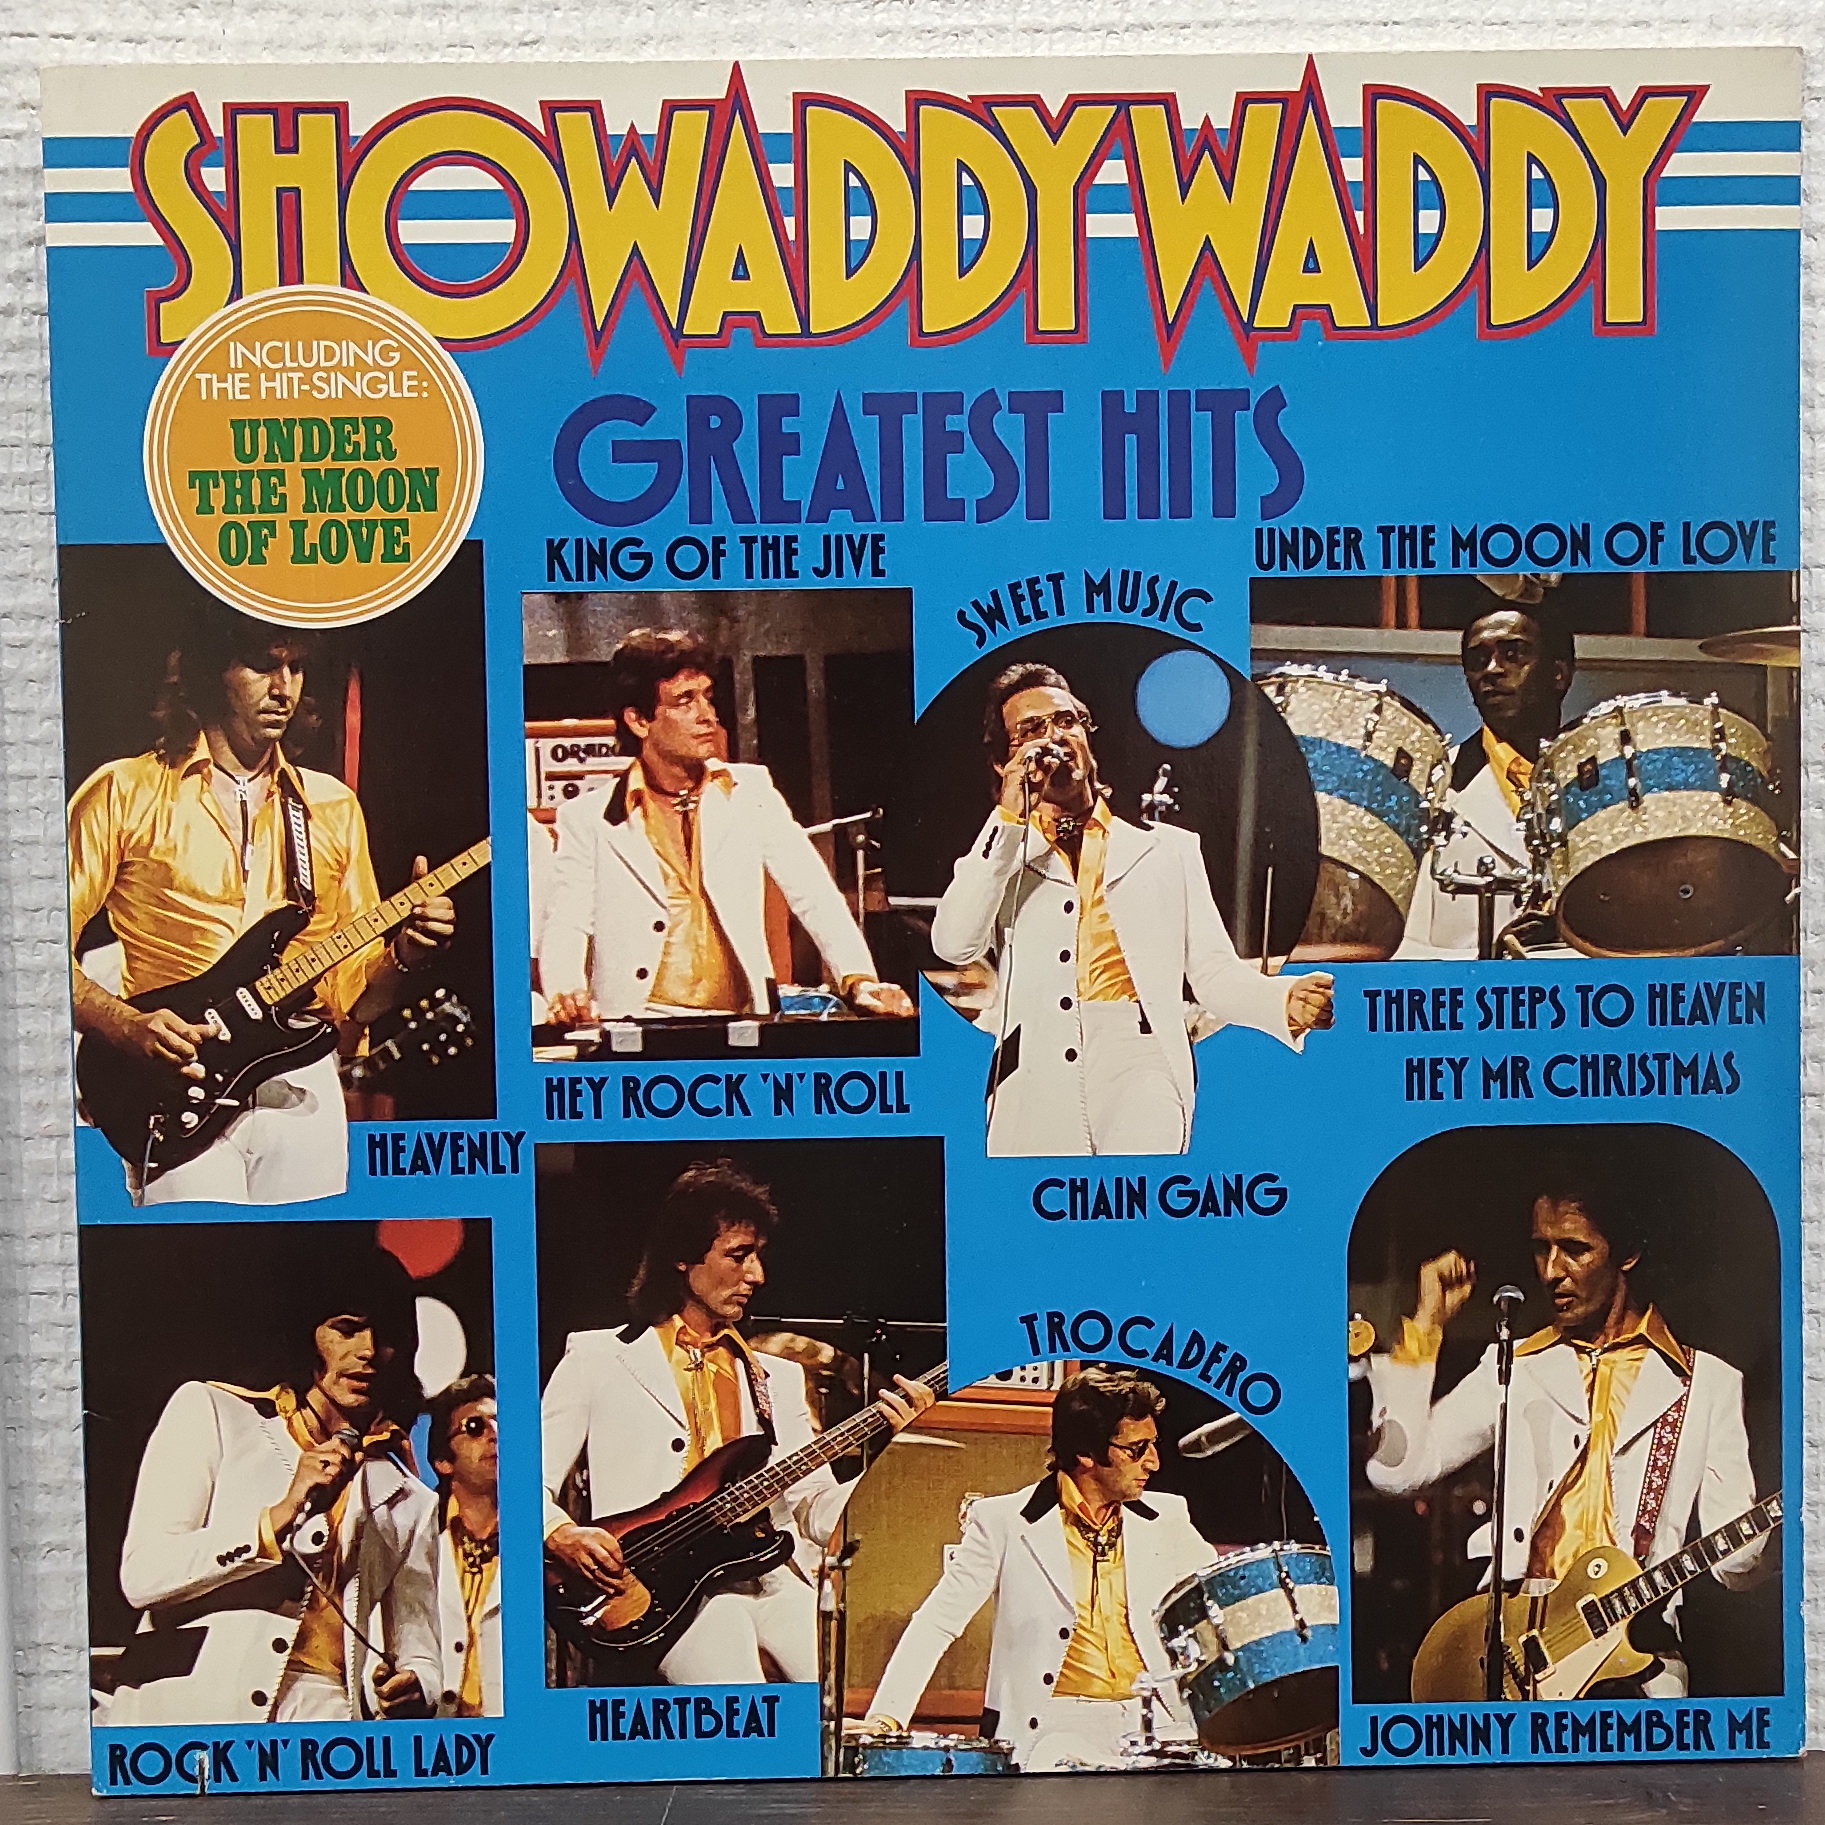 SHOWADDYWADDY
INCLUDING
THE HIT-SINGLE:
UNDER
THE MOON
OF LOVE
GREATEST HITS
KING OF THE JIVE
SWEET MUSIC
UNDER THE MOON OF LOVE
HEY ROCK 'N' ROLL
THREE STEPS TO HEAVEN
HEY MR CHRISTMAS
HEAVENLY
CHAIN GANG
TROCADERO
ROCK 'N' ROLL LADY
HEARTBEAT
JOHNNY REMEMBER ME